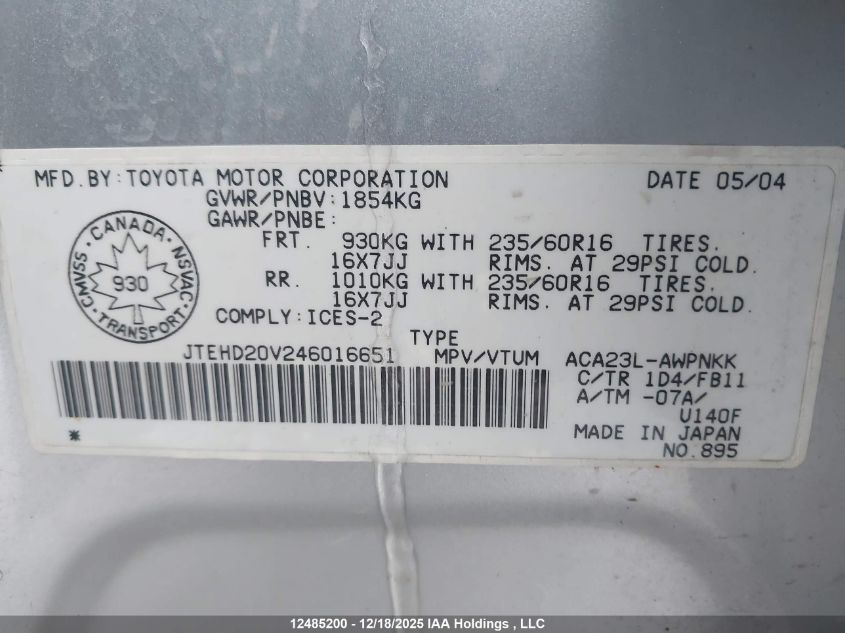 MFD. BY: TOYOTA MOTOR CORPORATION DATE 05/04
GVWR/PNBV: 1854KG
GAWR/PNBE:
FRT. 930KG WITH 235/60R16 TIRES.
16X7JJ RIMS. AT 29PSI COLD.
RR. 1010KG WITH 235/60R16 TIRES.
16X7JJ RIMS. AT 29PSI COLD.
COMPLY: ICES-2
CANADA · NSVAC · TRANSPORT · CMVSS ·
930
TYPE
JTEHD20V246016651 MPV/VTUM ACA23L-AWPNKK
C/TR 1D4/FB11
A/TM -07A/
U140F
MADE IN JAPAN
* NO.895
12485200 - 12/18/2025 IAA Holdings , LLC